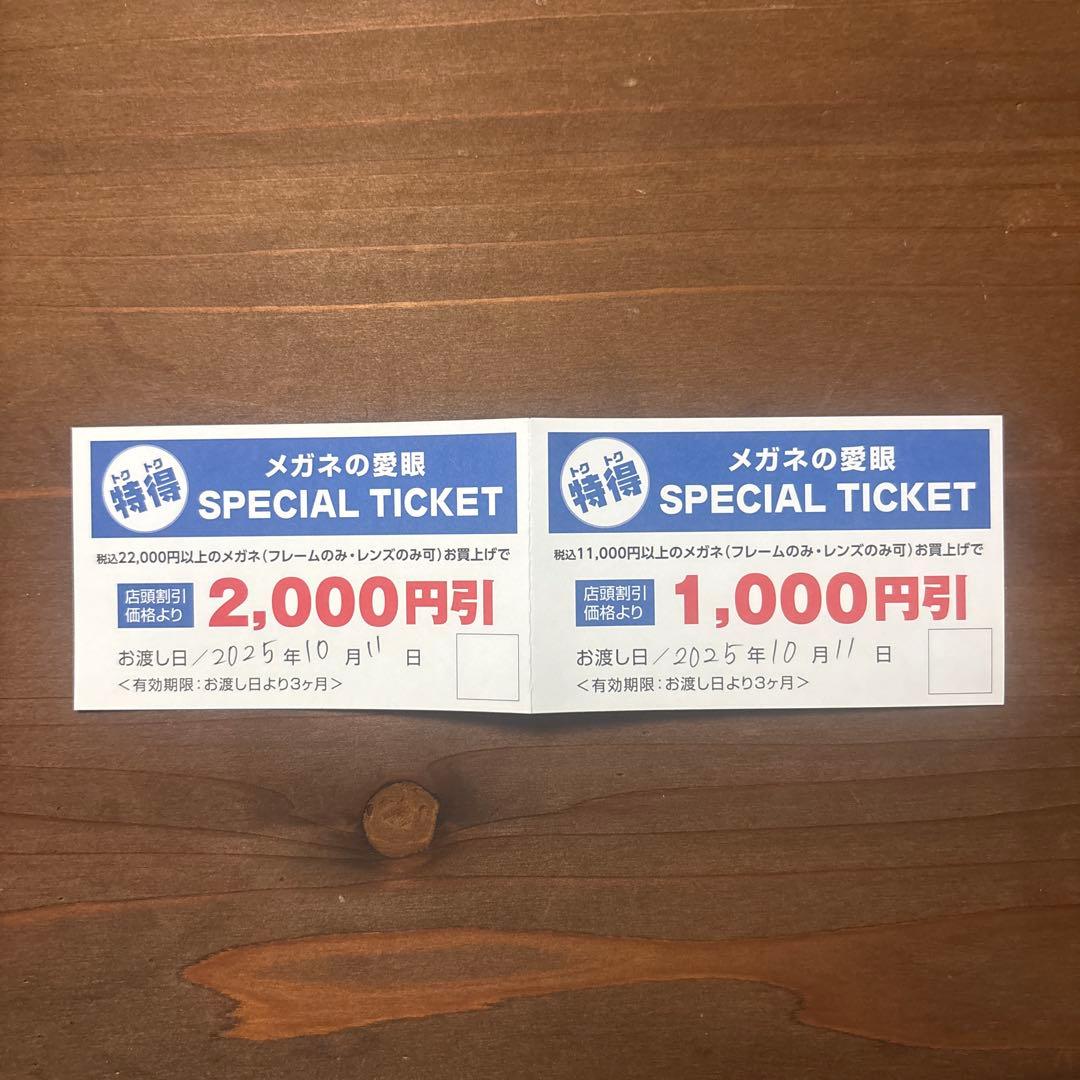 トクトク
特得
メガネの愛眼
SPECIAL TICKET
税込22,000円以上のメガネ(フレームのみ・レンズのみ可)お買上げで
店頭割引
価格より
2,000円引
お渡し日/2025年10月11日
<有効期限:お渡し日より3ヶ月>
トクトク
特得
メガネの愛眼
SPECIAL TICKET
税込11,000円以上のメガネ(フレームのみ・レンズのみ可)お買上げで
店頭割引
価格より
1,000円引
お渡し日/2025年10月11日
<有効期限:お渡し日より3ヶ月>